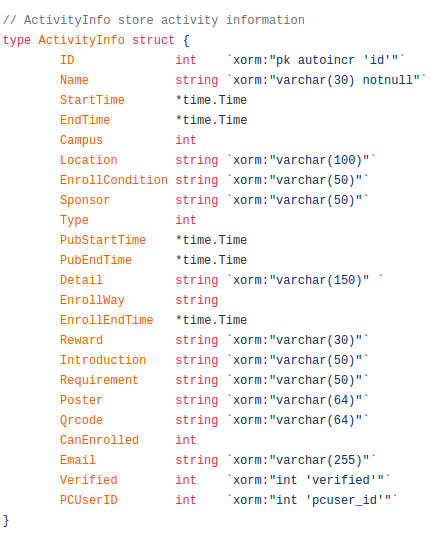 // ActivityInfo store activity information
type ActivityInfo struct {
        ID              int    `xorm:"pk autoincr 'id'"`
        Name            string `xorm:"varchar(30) notnull"`
        StartTime       *time.Time
        EndTime         *time.Time
        Campus          int
        Location        string `xorm:"varchar(100)"`
        EnrollCondition string `xorm:"varchar(50)"`
        Sponsor         string `xorm:"varchar(50)"`
        Type            int
        PubStartTime    *time.Time
        PubEndTime      *time.Time
        Detail          string `xorm:"varchar(150)" `
        EnrollWay       string
        EnrollEndTime   *time.Time
        Reward          string `xorm:"varchar(30)"`
        Introduction    string `xorm:"varchar(50)"`
        Requirement     string `xorm:"varchar(50)"`
        Poster          string `xorm:"varchar(64)"`
        Qrcode          string `xorm:"varchar(64)"`
        CanEnrolled     int
        Email           string `xorm:"varchar(255)"`
        Verified        int    `xorm:"int 'verified'"`
        PCUserID        int    `xorm:"int 'pcuser_id'"`
}